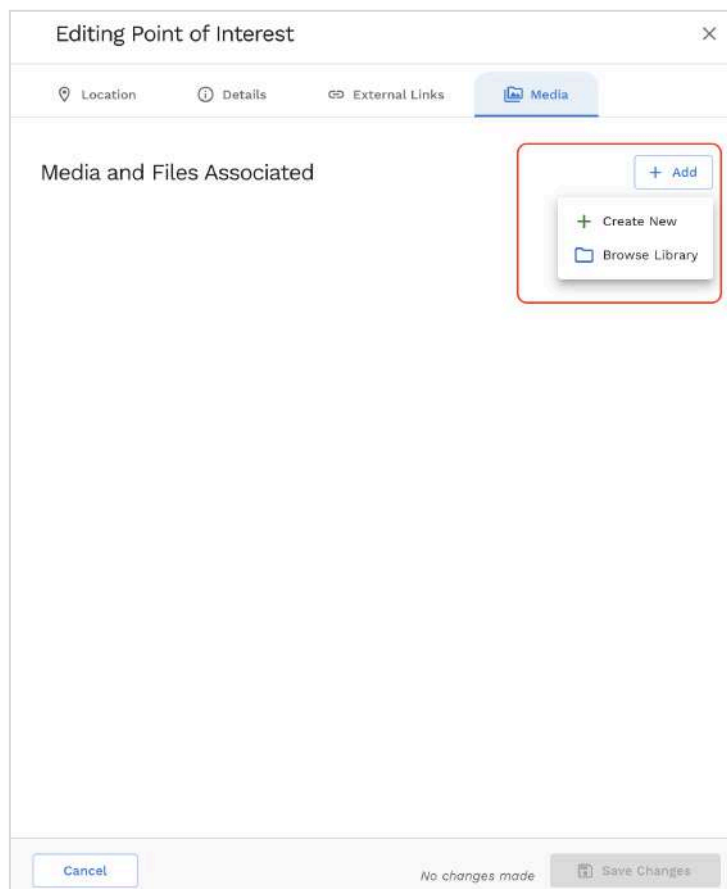 Editing Point of Interest
Location Details External Links Media
Media and Files Associated + Add
+ Create New
Browse Library
Cancel No changes made Save Changes